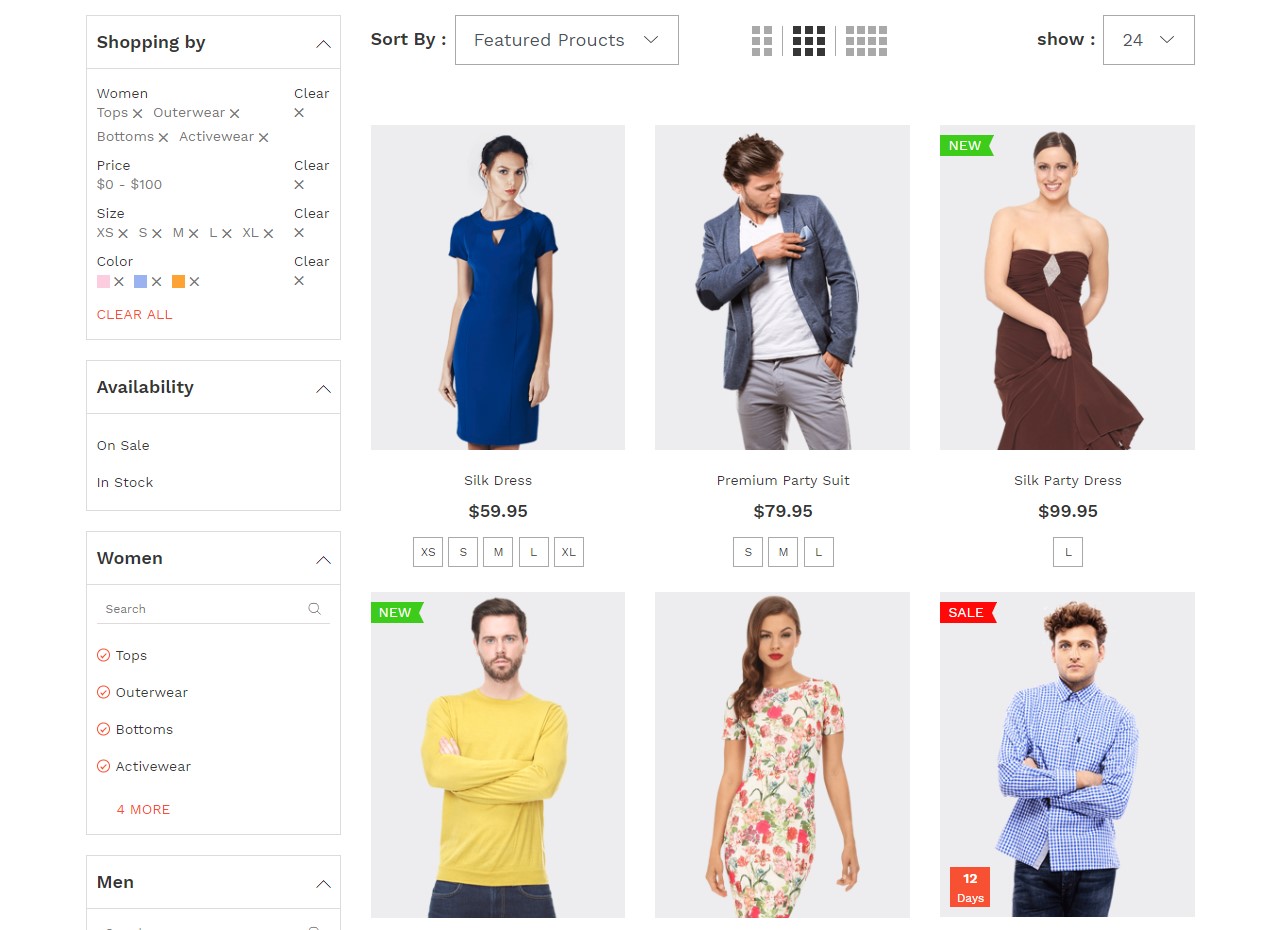 Shopping by
Women Clear
Tops Outerwear
Bottoms Activewear
Price Clear
$0 - $100
Size Clear
XS S M L XL
Color Clear
CLEAR ALL
Availability
On Sale
In Stock
Women
Search
Tops
Outerwear
Bottoms
Activewear
4 MORE
Men
Sort By : Featured Proucts show : 24
NEW
Silk Dress Premium Party Suit Silk Party Dress
$59.95 $79.95 $99.95
XS S M L XL S M L L
NEW SALE
12
Days